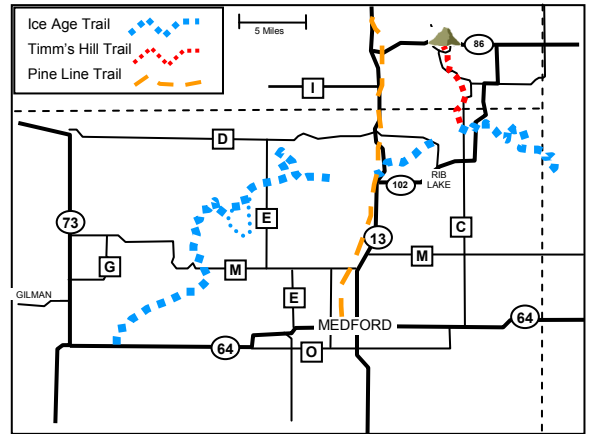 Ice Age Trail
Timm's Hill Trail
Pine Line Trail
5 Miles
86
I
D
RIB
LAKE
102
73
E
C
13
G
M
M
GILMAN
E
MEDFORD
64
64
O